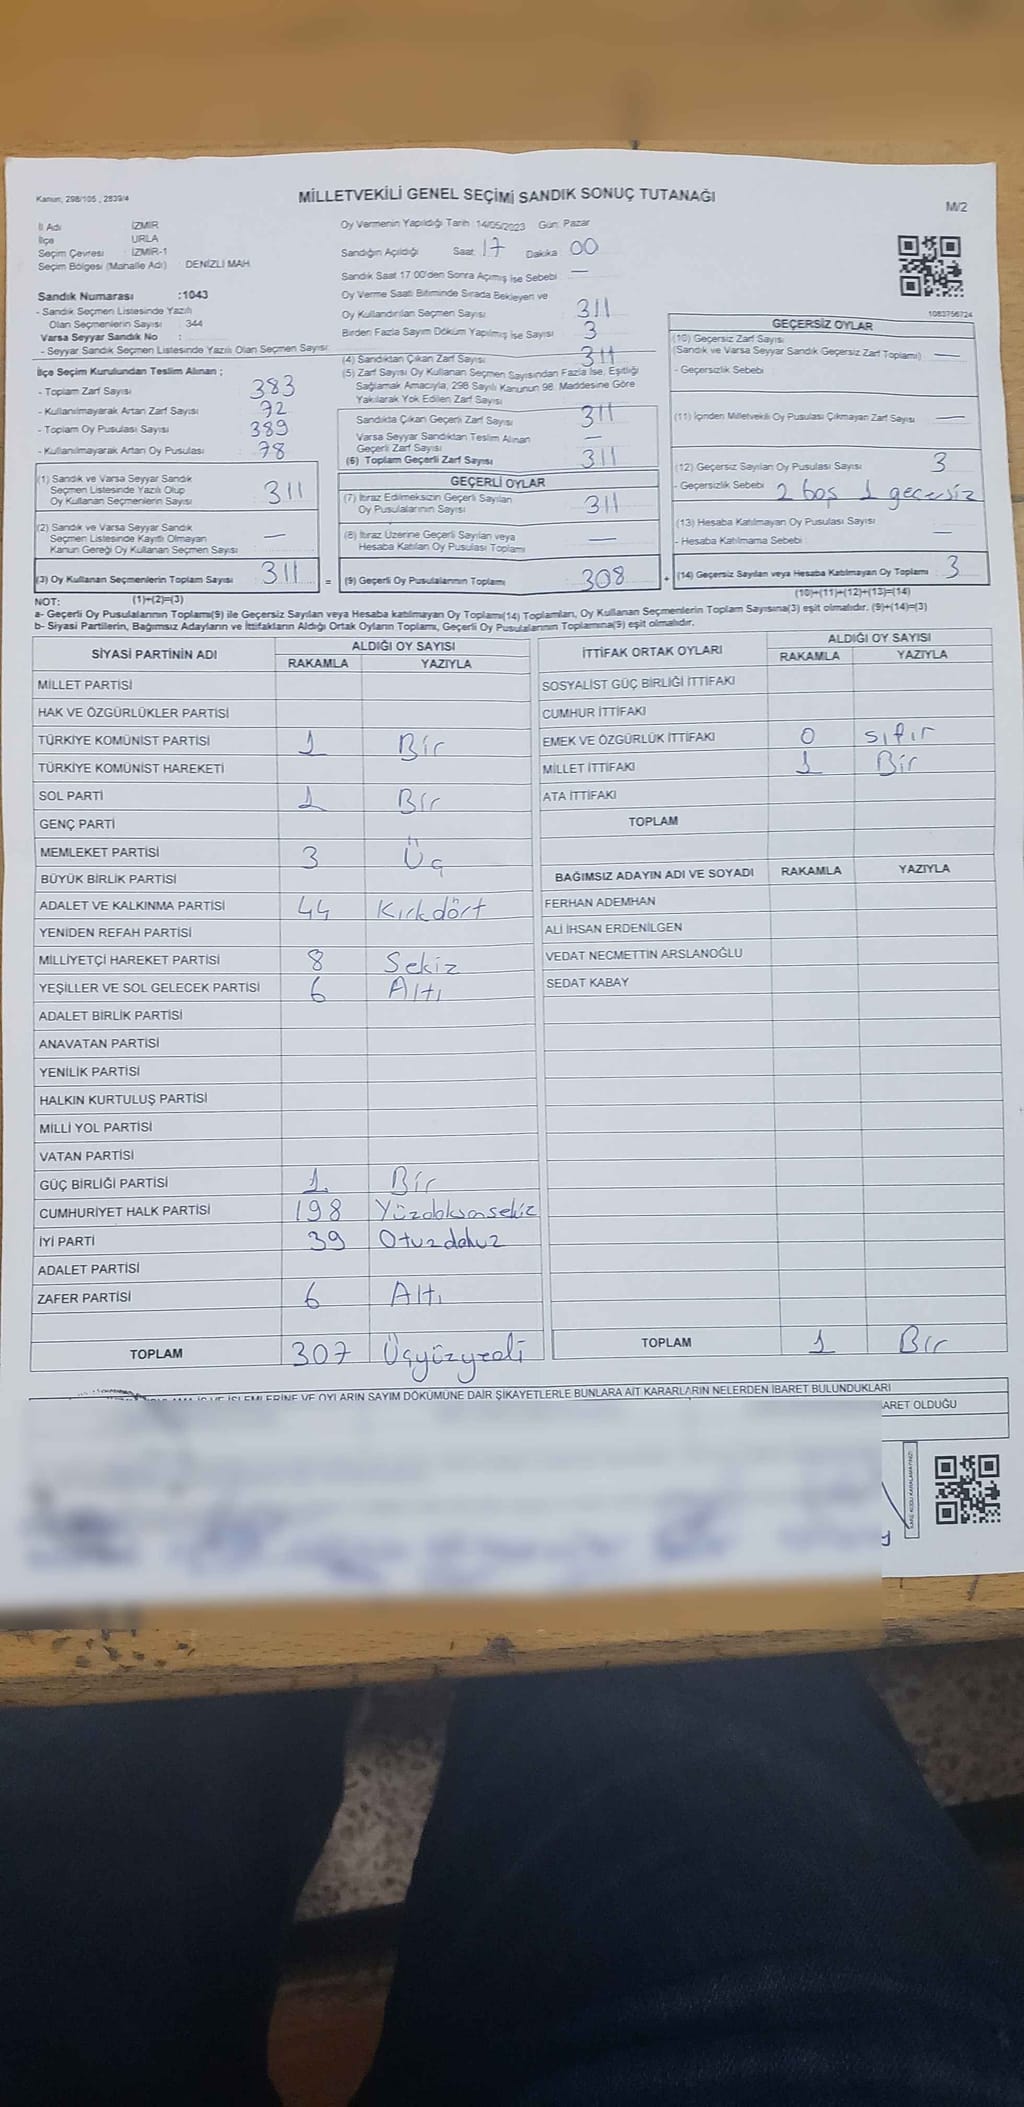 Kanun, 298/105 , 2839/4
MİLLETVEKİLİ GENEL SEÇİMİ SANDIK SONUÇ TUTANAĞI
M/2
İl Adı İZMİR
İlçe URLA
Seçim Çevresi : İZMİR-1
Seçim Bölgesi (Mahalle Adı) DENİZLİ MAH.
Oy Vermenin Yapıldığı Tarih 14/05/2023 Gün: Pazar
Sandığın Açıldığı Saat 17 Dakika 00
Sandık Saat 17:00'den Sonra Açılmış İse Sebebi —
Sandık Numarası :1043
- Sandık Seçmen Listesinde Yazılı
Olan Seçmenlerin Sayısı : 344
Varsa Seyyar Sandık No :
- Seyyar Sandık Seçmen Listesinde Yazılı Olan Seçmen Sayısı:
Oy Verme Saati Bitiminde Sırada Bekleyen ve
Oy Kullandırılan Seçmen Sayısı 311
Birden Fazla Sayım Döküm Yapılmış İse Sayısı 3
(4) Sandıktan Çıkan Zarf Sayısı 311
(5) Zarf Sayısı Oy Kullanan Seçmen Sayısından Fazla İse, Eşitliği
Sağlamak Amacıyla, 298 Sayılı Kanunun 98. Maddesine Göre
Yakılarak Yok Edilen Zarf Sayısı
1083756724
İlçe Seçim Kurulundan Teslim Alınan ;
- Toplam Zarf Sayısı 383
- Kullanılmayarak Artan Zarf Sayısı 72
- Toplam Oy Pusulası Sayısı 389
- Kullanılmayarak Artan Oy Pusulası 78
Sandıkta Çıkan Geçerli Zarf Sayısı 311
Varsa Seyyar Sandıktan Teslim Alınan
Geçerli Zarf Sayısı —
(6) Toplam Geçerli Zarf Sayısı 311
GEÇERSİZ OYLAR
(10) Geçersiz Zarf Sayısı
(Sandık ve Varsa Seyyar Sandık Geçersiz Zarf Toplamı) —
- Geçersizlik Sebebi
(11) İçinden Milletvekili Oy Pusulası Çıkmayan Zarf Sayısı —
(12) Geçersiz Sayılan Oy Pusulası Sayısı 3
- Geçersizlik Sebebi 2 boş 1 geçersiz
(13) Hesaba Katılmayan Oy Pusulası Sayısı —
- Hesaba Katılmama Sebebi
(14) Geçersiz Sayılan veya Hesaba Katılmayan Oy Toplamı : 3
(10)+(11)+(12)+(13)=(14)
(1) Sandık ve Varsa Seyyar Sandık
Seçmen Listesinde Yazılı Olup
Oy Kullanan Seçmenlerin Sayısı 311
(2) Sandık ve Varsa Seyyar Sandık
Seçmen Listesinde Kayıtlı Olmayan
Kanun Gereği Oy Kullanan Seçmen Sayısı —
(3) Oy Kullanan Seçmenlerin Toplam Sayısı 311 =
(1)+(2)=(3)
GEÇERLİ OYLAR
(7) İtiraz Edilmeksizin Geçerli Sayılan
Oy Pusulalarının Sayısı 311
(8) İtiraz Üzerine Geçerli Sayılan veya
Hesaba Katılan Oy Pusulası Toplamı —
(9) Geçerli Oy Pusulalarının Toplamı 308 +
NOT:
a- Geçerli Oy Pusulalarının Toplamı(9) ile Geçersiz Sayılan veya Hesaba katılmayan Oy Toplamı(14) Toplamları, Oy Kullanan Seçmenlerin Toplam Sayısına(3) eşit olmalıdır. (9)+(14)=(3)
b- Siyasi Partilerin, Bağımsız Adayların ve İttifakların Aldığı Ortak Oyların Toplamı, Geçerli Oy Pusulalarının Toplamına(9) eşit olmalıdır.
SİYASİ PARTİNİN ADI ALDIĞI OY SAYISI
RAKAMLA YAZIYLA
MİLLET PARTİSİ
HAK VE ÖZGÜRLÜKLER PARTİSİ
TÜRKİYE KOMÜNİST PARTİSİ 1 Bir
TÜRKİYE KOMÜNİST HAREKETİ
SOL PARTİ 1 Bir
GENÇ PARTİ
MEMLEKET PARTİSİ 3 Üç
BÜYÜK BİRLİK PARTİSİ
ADALET VE KALKINMA PARTİSİ 44 Kırkdört
YENİDEN REFAH PARTİSİ
MİLLİYETÇİ HAREKET PARTİSİ 8 Sekiz
YEŞİLLER VE SOL GELECEK PARTİSİ 6 Altı
ADALET BİRLİK PARTİSİ
ANAVATAN PARTİSİ
YENİLİK PARTİSİ
HALKIN KURTULUŞ PARTİSİ
MİLLİ YOL PARTİSİ
VATAN PARTİSİ
GÜÇ BİRLİĞİ PARTİSİ 1 Bir
CUMHURİYET HALK PARTİSİ 198 Yüzdoksansekiz
İYİ PARTİ 39 Otuzdokuz
ADALET PARTİSİ
ZAFER PARTİSİ 6 Altı
TOPLAM 307 Üçyüzyedi
İTTİFAK ORTAK OYLARI ALDIĞI OY SAYISI
RAKAMLA YAZIYLA
SOSYALİST GÜÇ BİRLİĞİ İTTİFAKI
CUMHUR İTTİFAKI
EMEK VE ÖZGÜRLÜK İTTİFAKI 0 sıfır
MİLLET İTTİFAKI 1 Bir
ATA İTTİFAKI
TOPLAM
BAĞIMSIZ ADAYIN ADI VE SOYADI RAKAMLA YAZIYLA
FERHAN ADEMHAN
ALİ İHSAN ERDENİLGEN
VEDAT NECMETTİN ARSLANOĞLU
SEDAT KABAY
TOPLAM 1 Bir
İŞLEMLERİNE VE OYLARIN SAYIM DÖKÜMÜNE DAİR ŞİKAYETLERLE BUNLARA AİT KARARLARIN NELERDEN İBARET BULUNDUKLARI
OLDUĞU